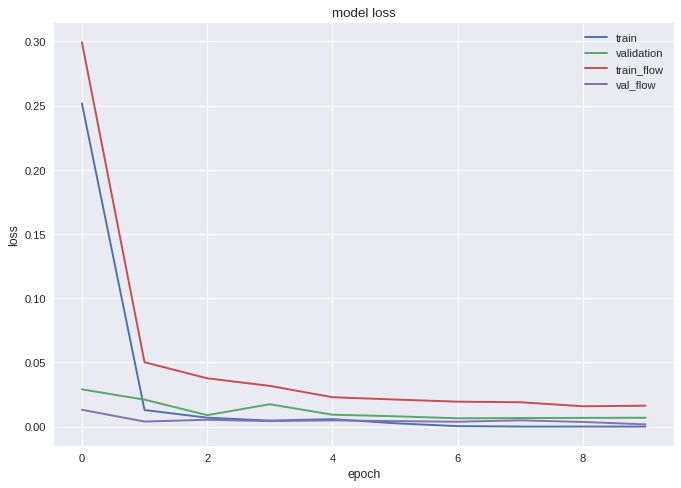 model loss
train
validation
train_flow
val_flow
0.30
0.25
0.20
0.15
0.10
0.05
0.00
loss
0 2 4 6 8
epoch